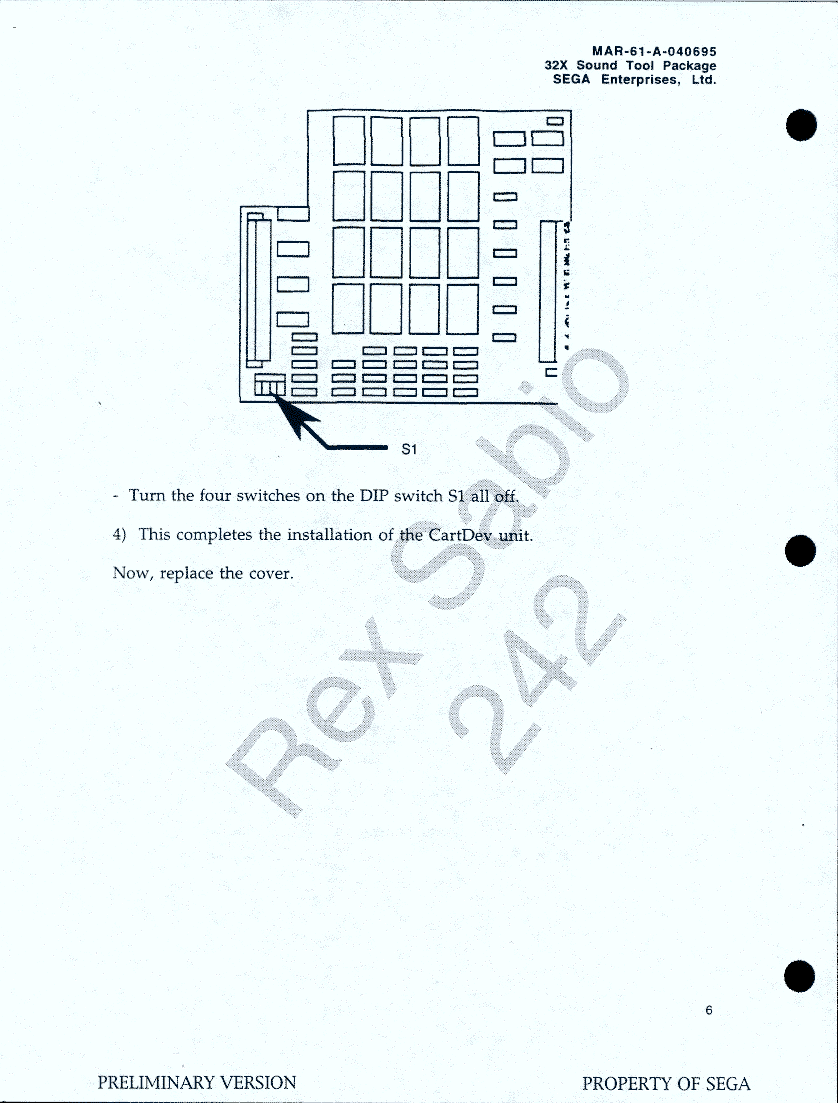 MAR-61-A-040695
32X Sound Tool Package
SEGA Enterprises, Ltd.
S1
- Turn the four switches on the DIP switch S1 all off.
4) This completes the installation of the CartDev unit.
Now, replace the cover.
Rex Sabio
242
6
PRELIMINARY VERSION
PROPERTY OF SEGA